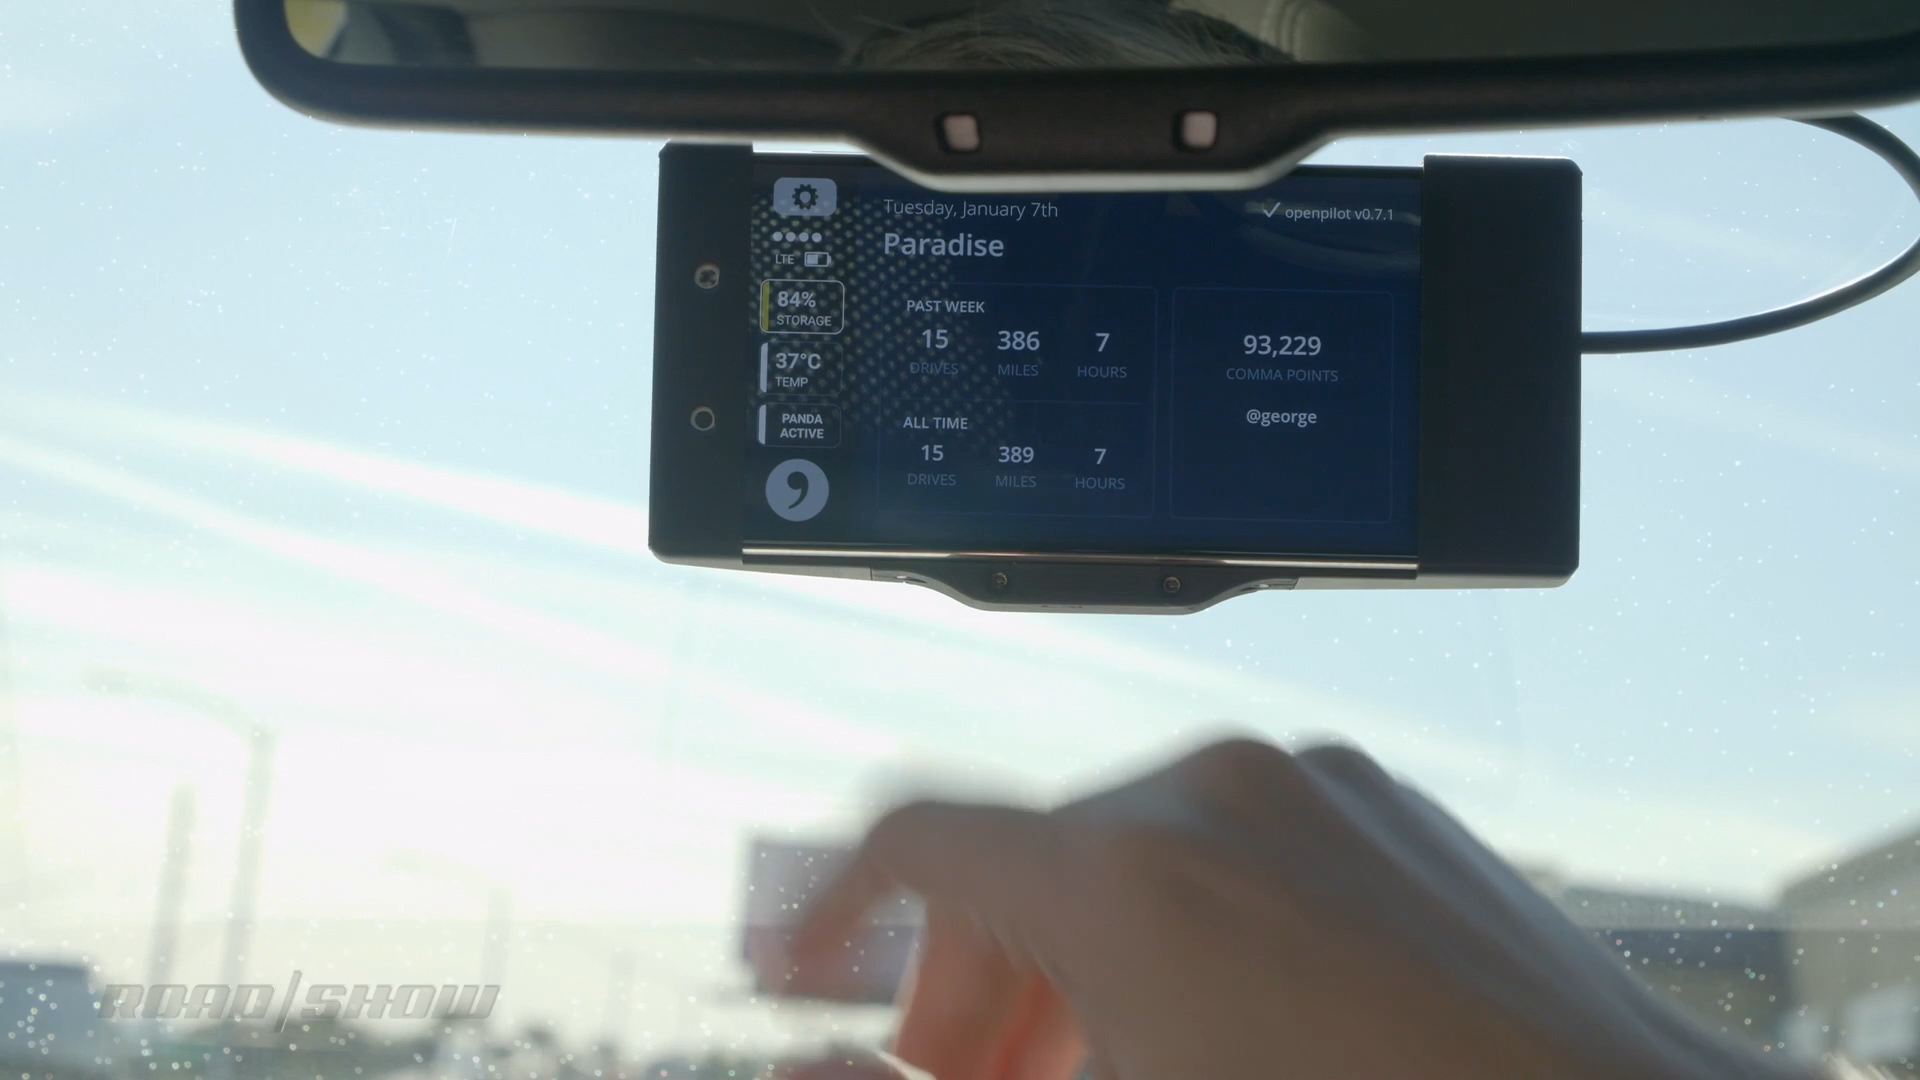 Tuesday, January 7th
openpilot v0.7.1
Paradise
LTE
84%
STORAGE
37°C
TEMP
PANDA
ACTIVE
PAST WEEK
15 386 7
DRIVES MILES HOURS
ALL TIME
15 389 7
DRIVES MILES HOURS
93,229
COMMA POINTS
@george
ROAD/SHOW